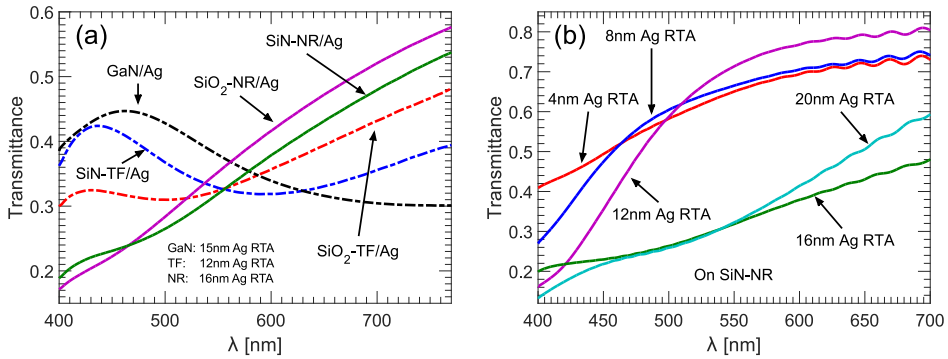 (a)
GaN/Ag
SiN-NR/Ag
SiO₂-NR/Ag
SiN-TF/Ag
SiO₂-TF/Ag
GaN: 15nm Ag RTA
TF: 12nm Ag RTA
NR: 16nm Ag RTA
Transmittance
0.6
0.5
0.4
0.3
0.2
400 500 600 700
λ [nm]
(b)
8nm Ag RTA
4nm Ag RTA
20nm Ag RTA
12nm Ag RTA
16nm Ag RTA
On SiN-NR
Transmittance
0.8
0.7
0.6
0.5
0.4
0.3
0.2
400 450 500 550 600 650 700
λ [nm]